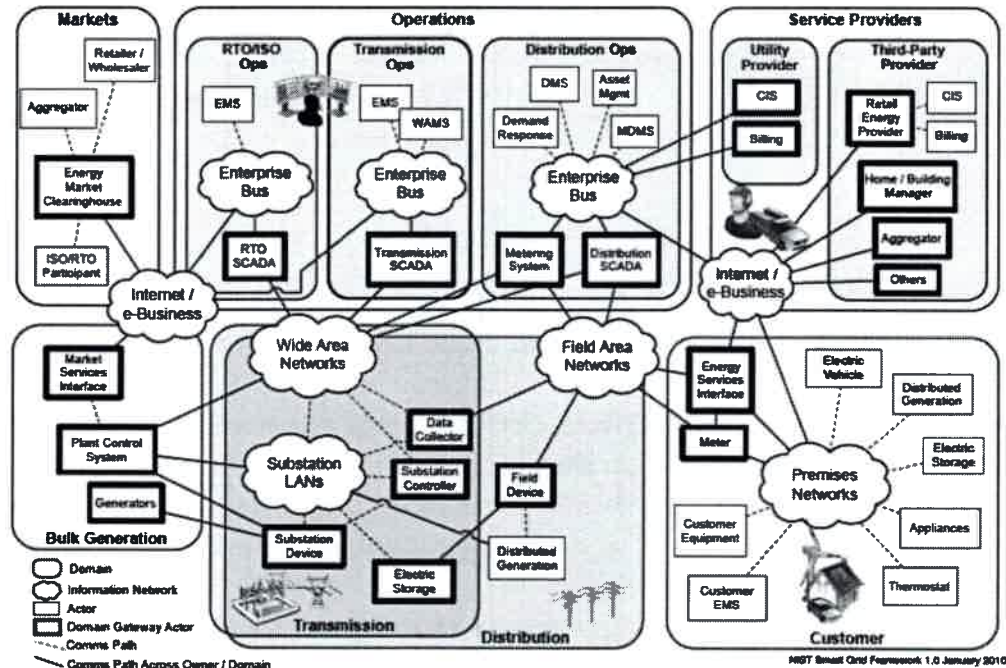 Markets
Retailer /
Wholesaler
Aggregator
Energy
Market
Clearinghouse
ISO/RTO
Participant
Internet /
e-Business
Operations
RTO/ISO
Ops
EMS
Enterprise
Bus
RTO
SCADA
Transmission
Ops
EMS
WAMS
Enterprise
Bus
Transmission
SCADA
Distribution Ops
DMS
Asset
Mgmt
Demand
Response
MDMS
Enterprise
Bus
Metering
System
Distribution
SCADA
Service Providers
Utility
Provider
CIS
Billing
Third-Party
Provider
Retail
Energy
Provider
CIS
Billing
Home / Building
Manager
Aggregator
Others
Internet /
e-Business
Market
Services
Interface
Plant Control
System
Generators
Bulk Generation
Wide Area
Networks
Substation
LANs
Data
Collector
Substation
Controller
Substation
Device
Electric
Storage
Transmission
Field Area
Networks
Field
Device
Distributed
Generation
Distribution
Energy
Services
Interface
Meter
Electric
Vehicle
Distributed
Generation
Electric
Storage
Premises
Networks
Appliances
Customer
Equipment
Customer
EMS
Thermostat
Customer
Domain
Information Network
Actor
Domain Gateway Actor
Comms Path
Comms Path Across Owner / Domain
NIST Smart Grid Framework 1.0 January 2010